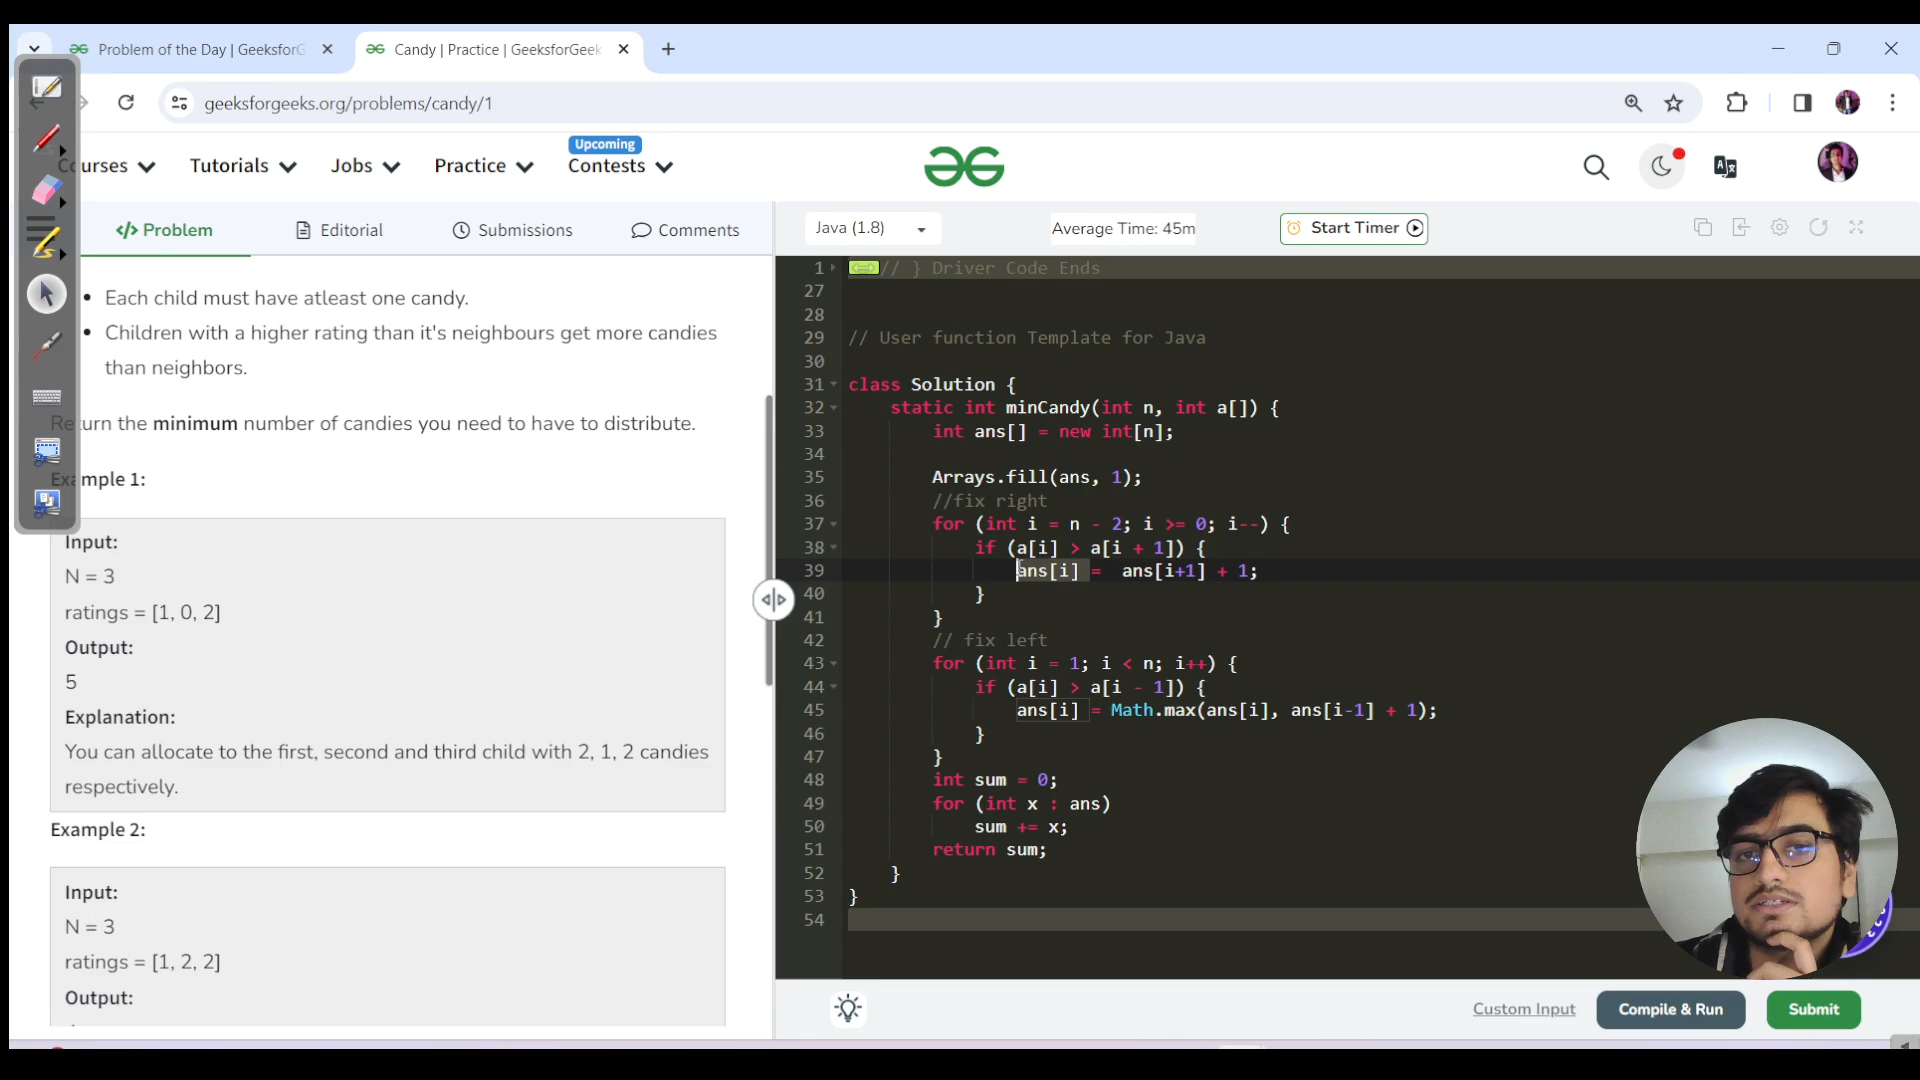 Problem of the Day | GeeksforG
Candy | Practice | GeeksforGeek
geeksforgeeks.org/problems/candy/1
Courses
Tutorials
Jobs
Practice
Upcoming
Contests
</> Problem
Editorial
Submissions
Comments
Java (1.8)
Average Time: 45m
Start Timer
Each child must have atleast one candy.
Children with a higher rating than it's neighbours get more candies
than neighbors.
Return the minimum number of candies you need to have to distribute.
Example 1:
Input:
N = 3
ratings = [1, 0, 2]
Output:
5
Explanation:
You can allocate to the first, second and third child with 2, 1, 2 candies
respectively.
Example 2:
Input:
N = 3
ratings = [1, 2, 2]
Output:
1 // } Driver Code Ends
27
28
29 // User function Template for Java
30
31 class Solution {
32 static int minCandy(int n, int a[]) {
33 int ans[] = new int[n];
34
35 Arrays.fill(ans, 1);
36 //fix right
37 for (int i = n - 2; i >= 0; i--) {
38 if (a[i] > a[i + 1]) {
39 ans[i] = ans[i+1] + 1;
40 }
41 }
42 // fix left
43 for (int i = 1; i < n; i++) {
44 if (a[i] > a[i - 1]) {
45 ans[i] = Math.max(ans[i], ans[i-1] + 1);
46 }
47 }
48 int sum = 0;
49 for (int x : ans)
50 sum += x;
51 return sum;
52 }
53 }
54
Custom Input
Compile & Run
Submit